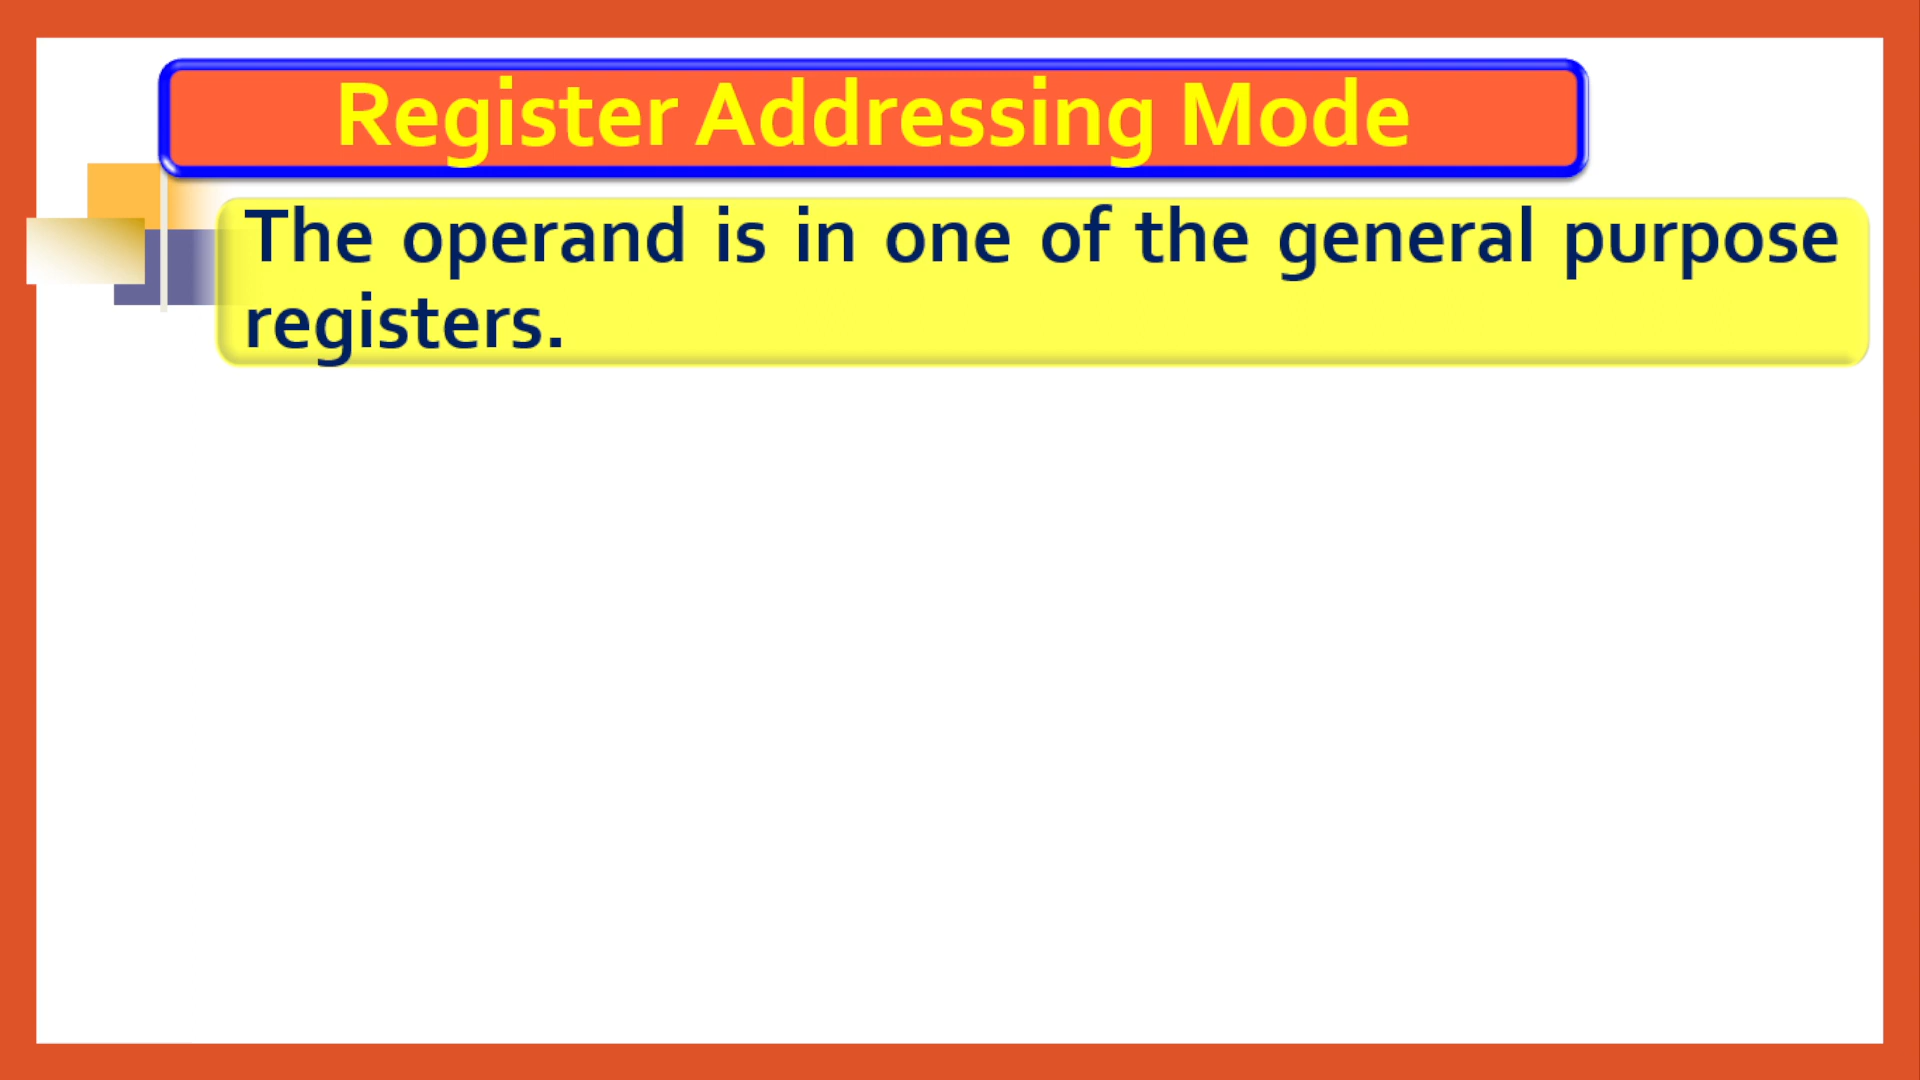 Register Addressing Mode
The operand is in one of the general purpose
registers.